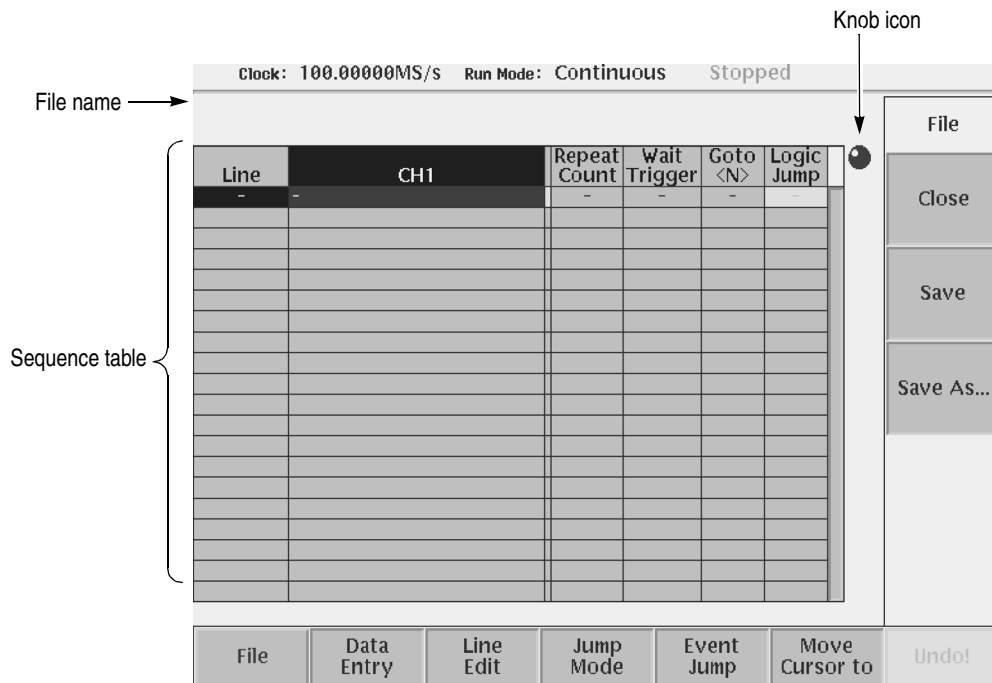 Knob icon
Clock: 100.00000MS/s Run Mode: Continuous Stopped
File name
File
Line CH1 Repeat Count Wait Trigger Goto <N> Logic Jump
- - - - - -
Close
Save
Sequence table
Save As...
File Data Entry Line Edit Jump Mode Event Jump Move Cursor to Undo!